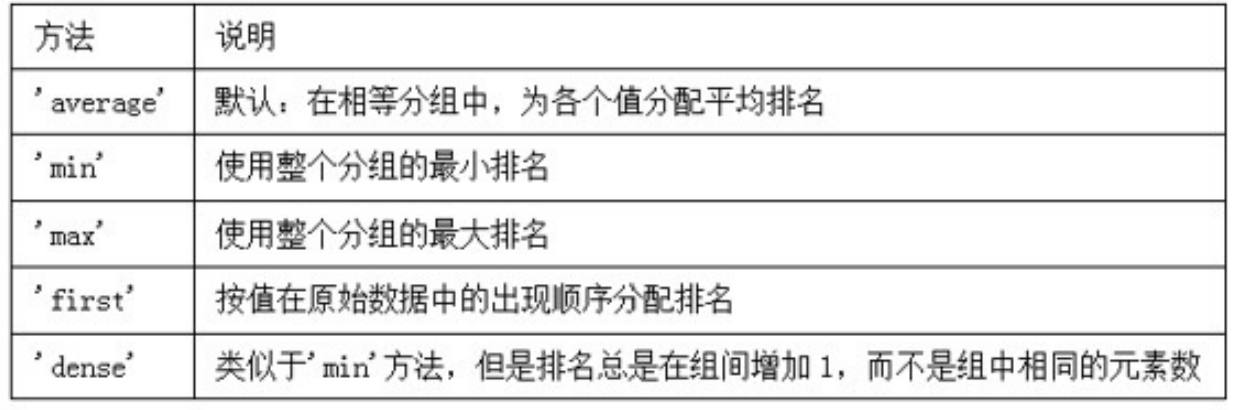 方法 说明
'average' 默认：在相等分组中，为各个值分配平均排名
'min' 使用整个分组的最小排名
'max' 使用整个分组的最大排名
'first' 按值在原始数据中的出现顺序分配排名
'dense' 类似于'min'方法，但是排名总是在组间增加1，而不是组中相同的元素数